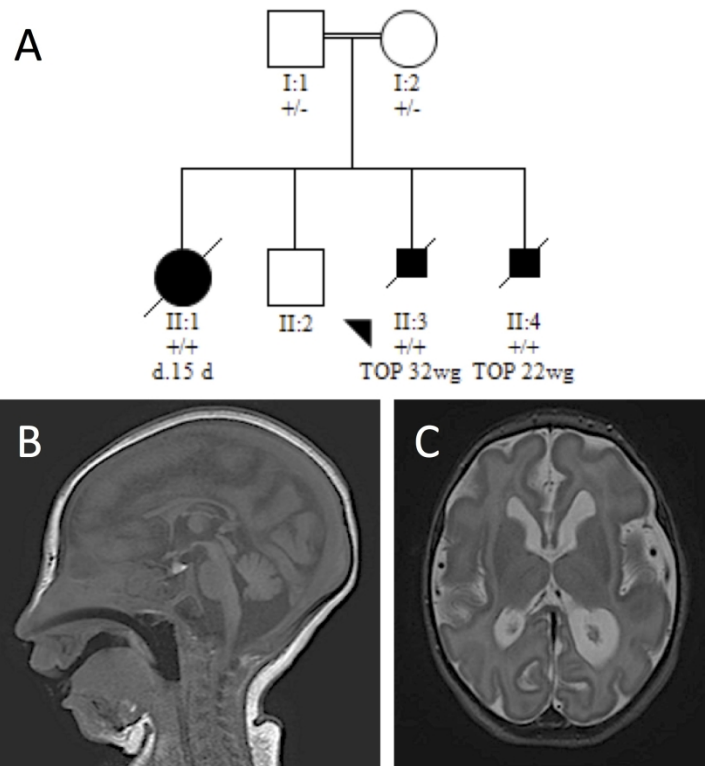 A
I:1
+/-
I:2
+/-
II:1
+/+
d.15 d
II:2
II:3
+/+
TOP 32wg
II:4
+/+
TOP 22wg
B
C